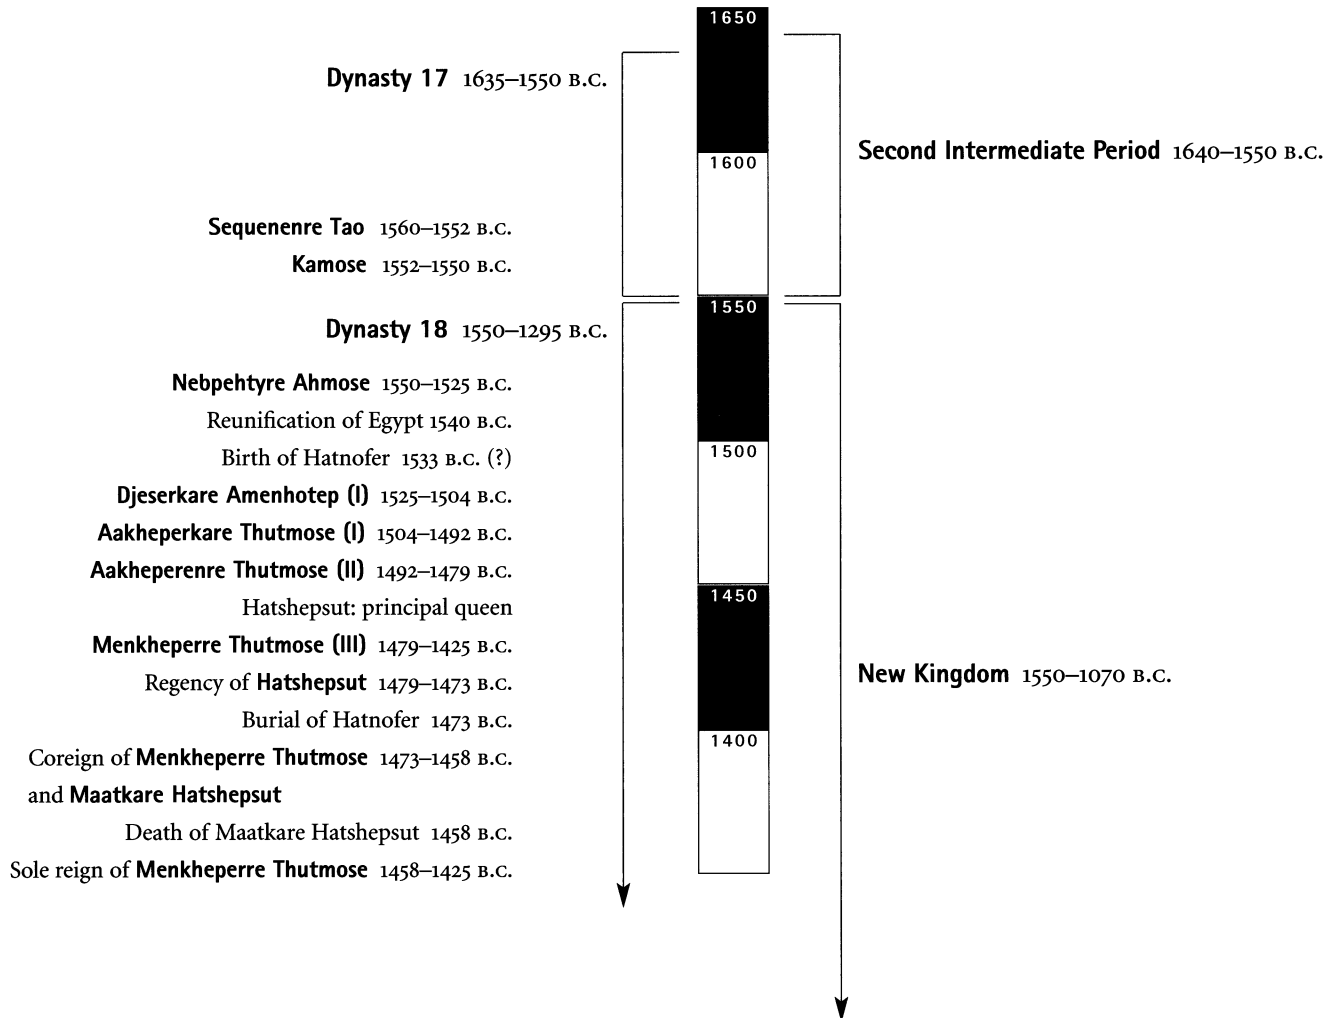 1650
Dynasty 17 1635–1550 B.C.
Second Intermediate Period 1640–1550 B.C.
1600
Sequenenre Tao 1560–1552 B.C.
Kamose 1552–1550 B.C.
1550
Dynasty 18 1550–1295 B.C.
Nebpehtyre Ahmose 1550–1525 B.C.
Reunification of Egypt 1540 B.C.
1500
Birth of Hatnofer 1533 B.C. (?)
Djeserkare Amenhotep (I) 1525–1504 B.C.
Aakheperkare Thutmose (I) 1504–1492 B.C.
Aakheperenre Thutmose (II) 1492–1479 B.C.
1450
Hatshepsut: principal queen
Menkheperre Thutmose (III) 1479–1425 B.C.
New Kingdom 1550–1070 B.C.
Regency of Hatshepsut 1479–1473 B.C.
Burial of Hatnofer 1473 B.C.
1400
Coreign of Menkheperre Thutmose 1473–1458 B.C.
and Maatkare Hatshepsut
Death of Maatkare Hatshepsut 1458 B.C.
Sole reign of Menkheperre Thutmose 1458–1425 B.C.